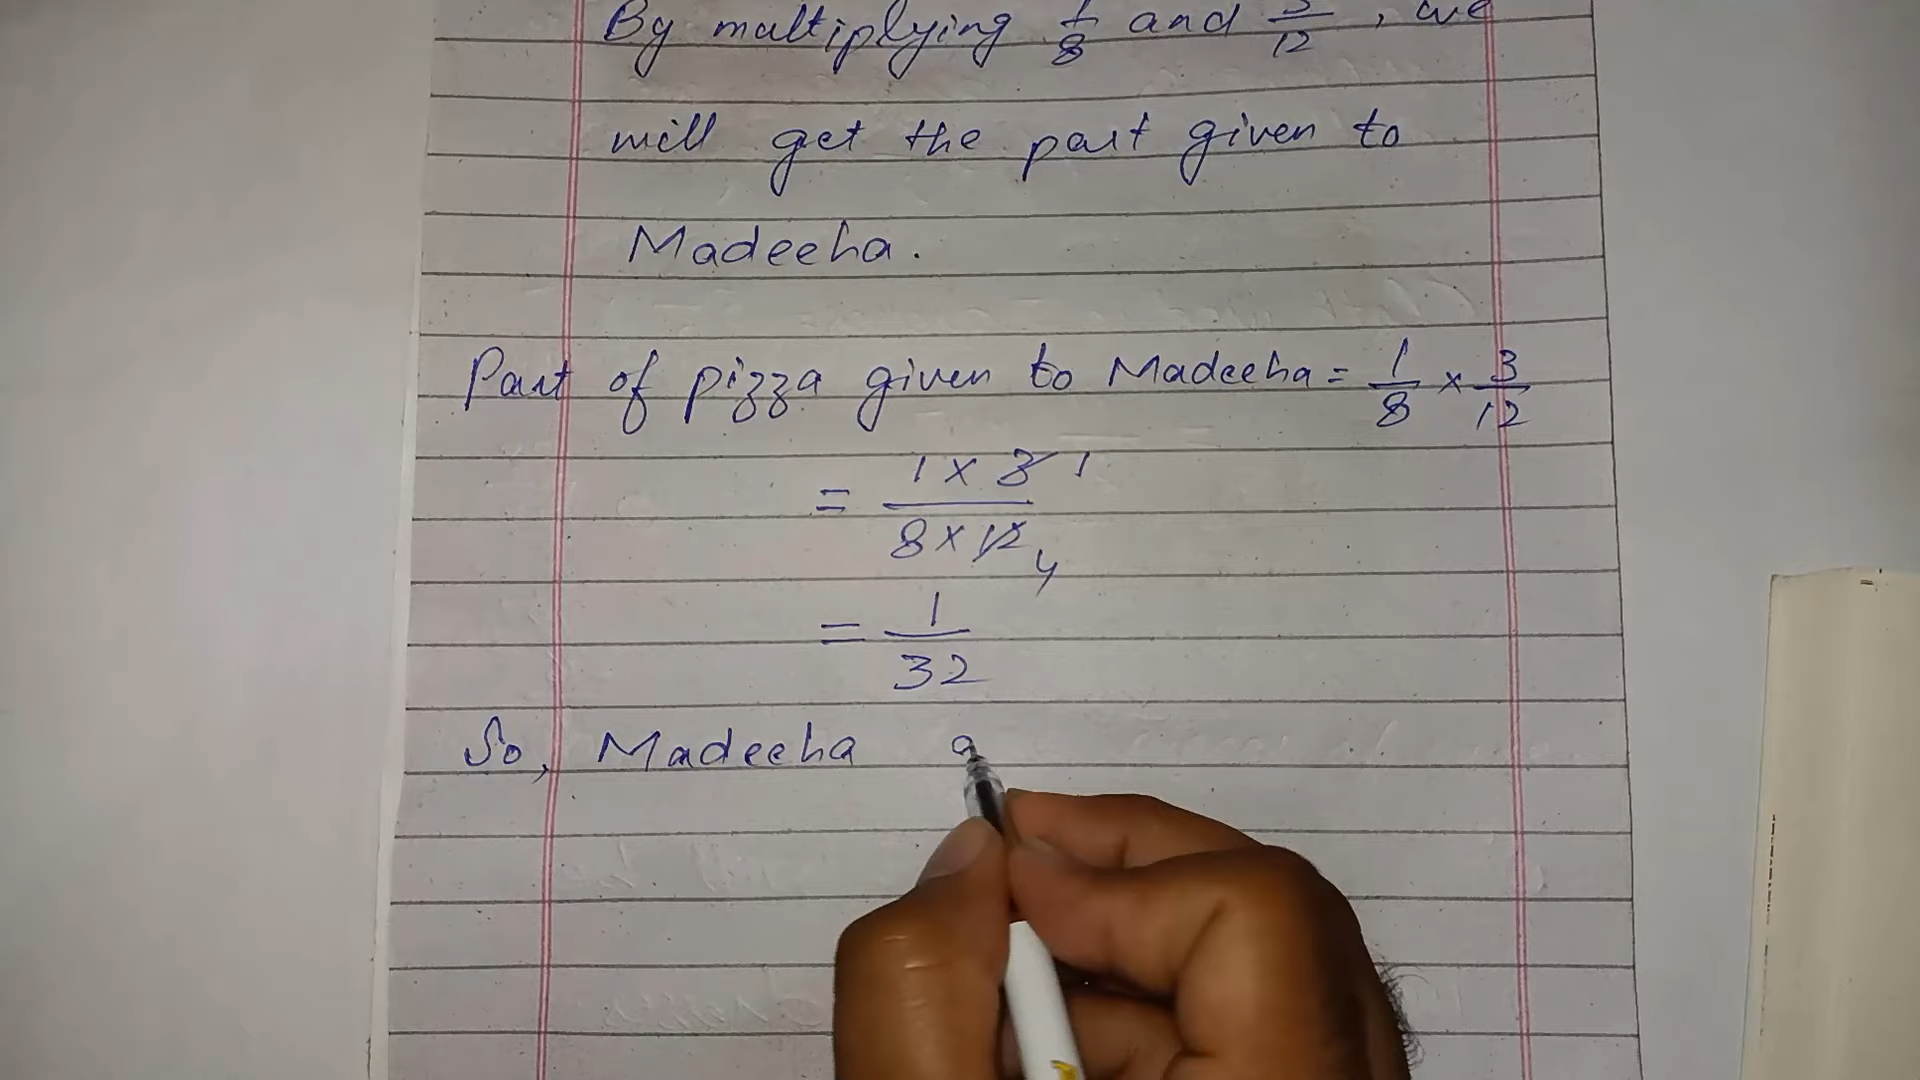 By multiplying 1/8 and 3/12, we
will get the part given to
Madeeha.
Part of pizza given to Madeeha = 1/8 × 3/12
= 1 × 3 1 / 8 × 12 4
= 1/32
So, Madeeha a